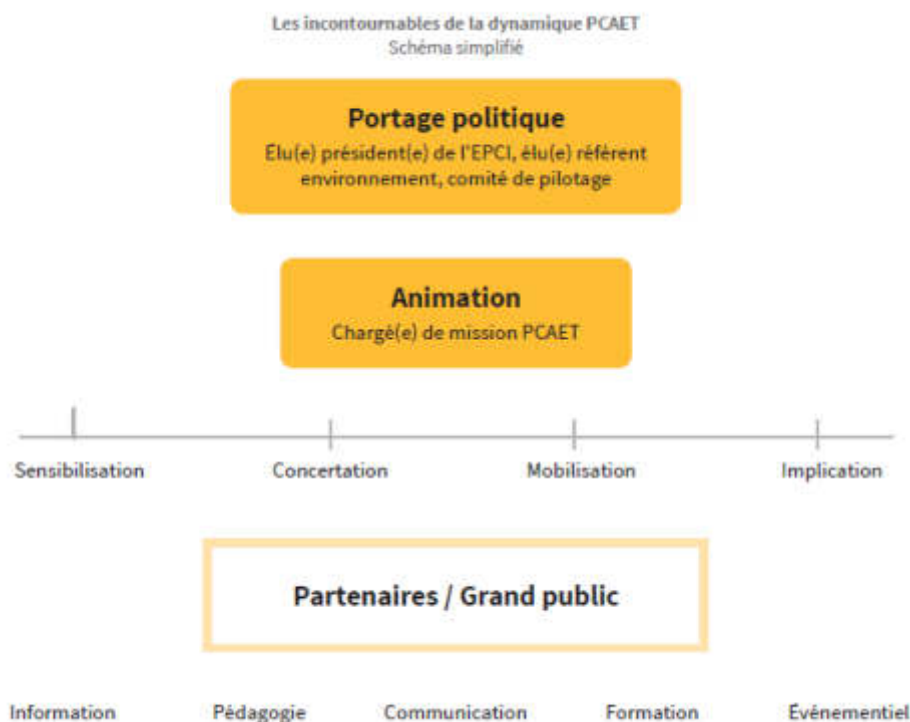 Les incontournables de la dynamique PCAET
Schéma simplifié
Portage politique
Élu(e) président(e) de l'EPCI, élu(e) référent
environnement, comité de pilotage
Animation
Chargé(e) de mission PCAET
Sensibilisation Concertation Mobilisation Implication
Partenaires / Grand public
Information Pédagogie Communication Formation Événementiel